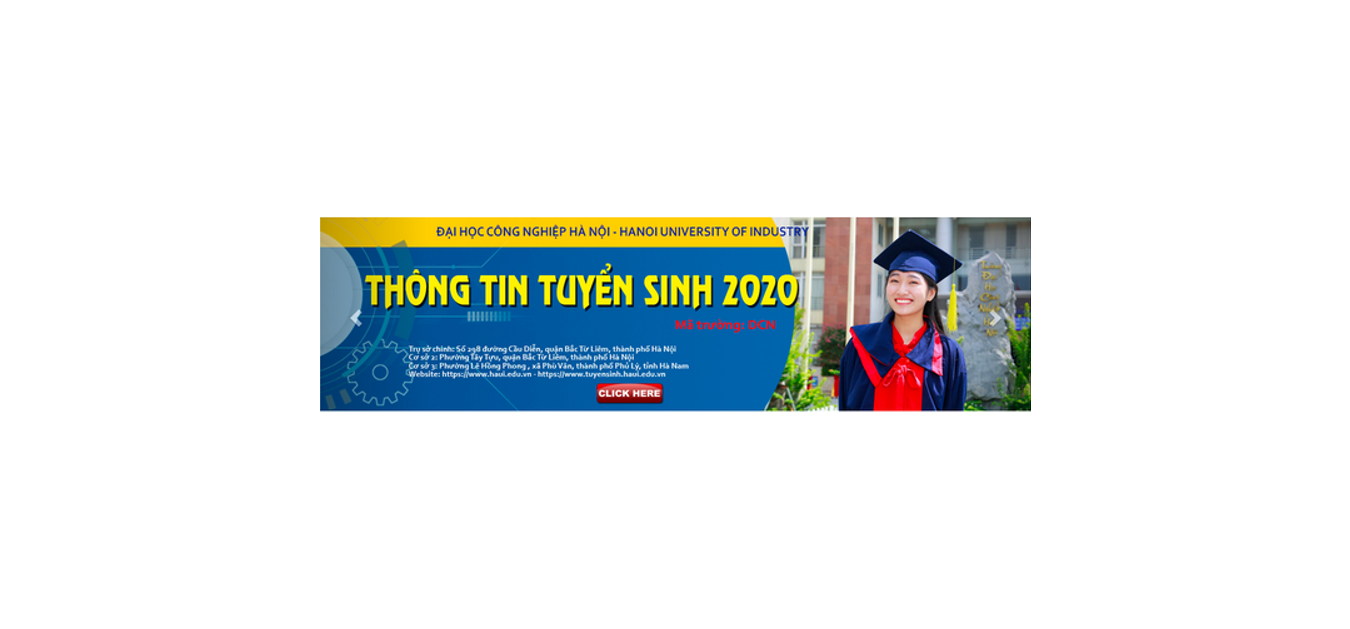 ĐẠI HỌC CÔNG NGHIỆP HÀ NỘI - HANOI UNIVERSITY OF INDUSTRY
THÔNG TIN TUYỂN SINH 2020
Mã trường: DCN
Trụ sở chính: Số 298 đường Cầu Diễn, quận Bắc Từ Liêm, thành phố Hà Nội
Cơ sở 2: Phường Tây Tựu, quận Bắc Từ Liêm, thành phố Hà Nội
Cơ sở 3: Phường Lê Hồng Phong , xã Phù Vân, thành phố Phủ Lý, tỉnh Hà Nam
Website: https://www.haui.edu.vn - https://www.tuyensinh.haui.edu.vn
CLICK HERE